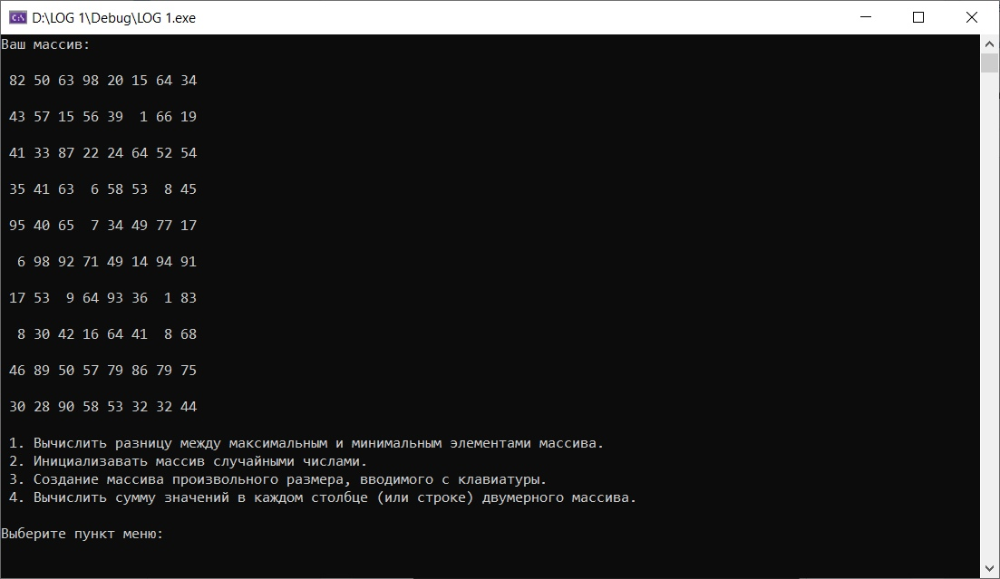 D:\LOG 1\Debug\LOG 1.exe
Ваш массив:
82 50 63 98 20 15 64 34
43 57 15 56 39  1 66 19
41 33 87 22 24 64 52 54
35 41 63  6 58 53  8 45
95 40 65  7 34 49 77 17
 6 98 92 71 49 14 94 91
17 53  9 64 93 36  1 83
 8 30 42 16 64 41  8 68
46 89 50 57 79 86 79 75
30 28 90 58 53 32 32 44
1. Вычислить разницу между максимальным и минимальным элементами массива.
2. Инициализавать массив случайными числами.
3. Создание массива произвольного размера, вводимого с клавиатуры.
4. Вычислить сумму значений в каждом столбце (или строке) двумерного массива.
Выберите пункт меню: